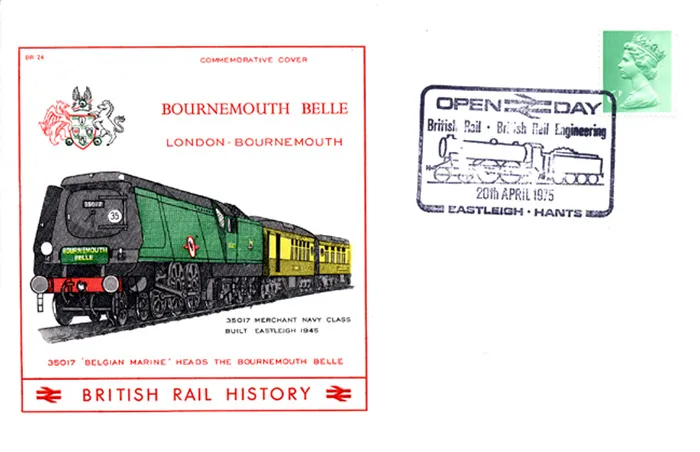 BR 24
COMMEMORATIVE COVER
BOURNEMOUTH BELLE
LONDON-BOURNEMOUTH
35017
35
BOURNEMOUTH
BELLE
35017 MERCHANT NAVY CLASS
BUILT EASTLEIGH 1945
35017 'BELGIAN MARINE' HEADS THE BOURNEMOUTH BELLE
BRITISH RAIL HISTORY
OPEN DAY
British Rail · British Rail Engineering
20th APRIL 1975
EASTLEIGH · HANTS